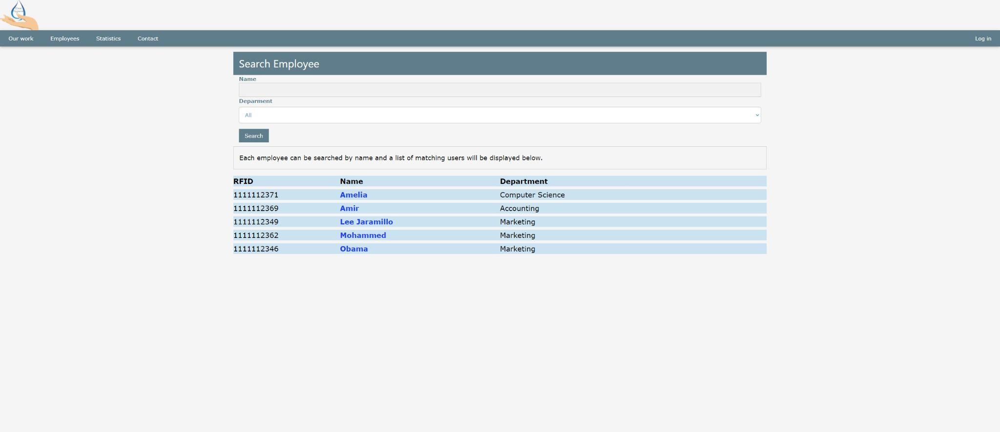 Our work Employees Statistics Contact Log in
Search Employee
Name
Deparment
All
Search
Each employee can be searched by name and a list of matching users will be displayed below.
RFID Name Department
1111112371 Amelia Computer Science
1111112369 Amir Accounting
1111112349 Lee Jaramillo Marketing
1111112362 Mohammed Marketing
1111112346 Obama Marketing